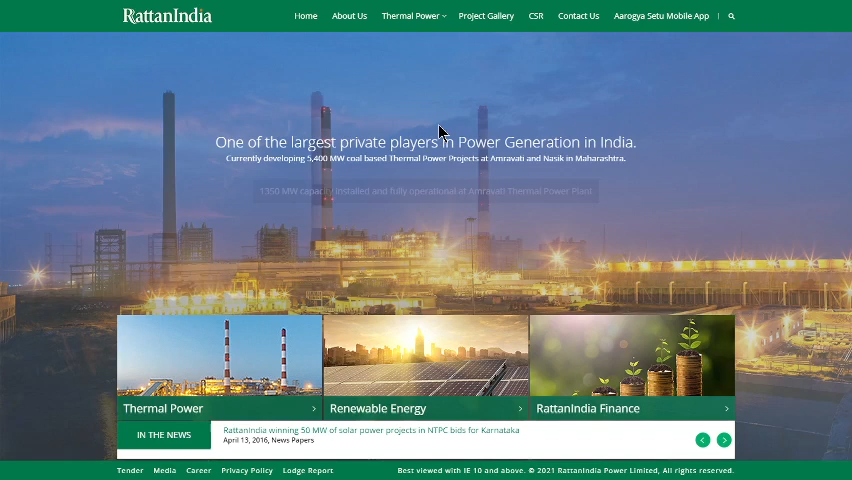 RattanIndia
Home About Us Thermal Power Project Gallery CSR Contact Us Aarogya Setu Mobile App
One of the largest private players in Power Generation in India.
Currently developing 5,400 MW coal based Thermal Power Projects at Amravati and Nasik in Maharashtra.
1350 MW capacity installed and fully operational at Amravati Thermal Power Plant
Thermal Power
Renewable Energy
RattanIndia Finance
IN THE NEWS
RattanIndia winning 50 MW of solar power projects in NTPC bids for Karnataka
April 13, 2016, News Papers
Tender Media Career Privacy Policy Lodge Report
Best viewed with IE 10 and above. © 2021 RattanIndia Power Limited, All rights reserved.